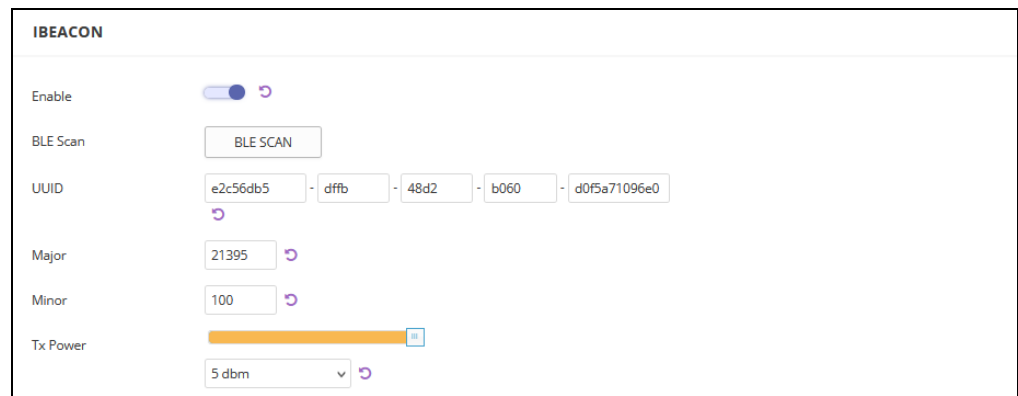 IBEACON
Enable
BLE Scan BLE SCAN
UUID e2c56db5 - dffb - 48d2 - b060 - d0f5a71096e0
Major 21395
Minor 100
Tx Power
5 dbm